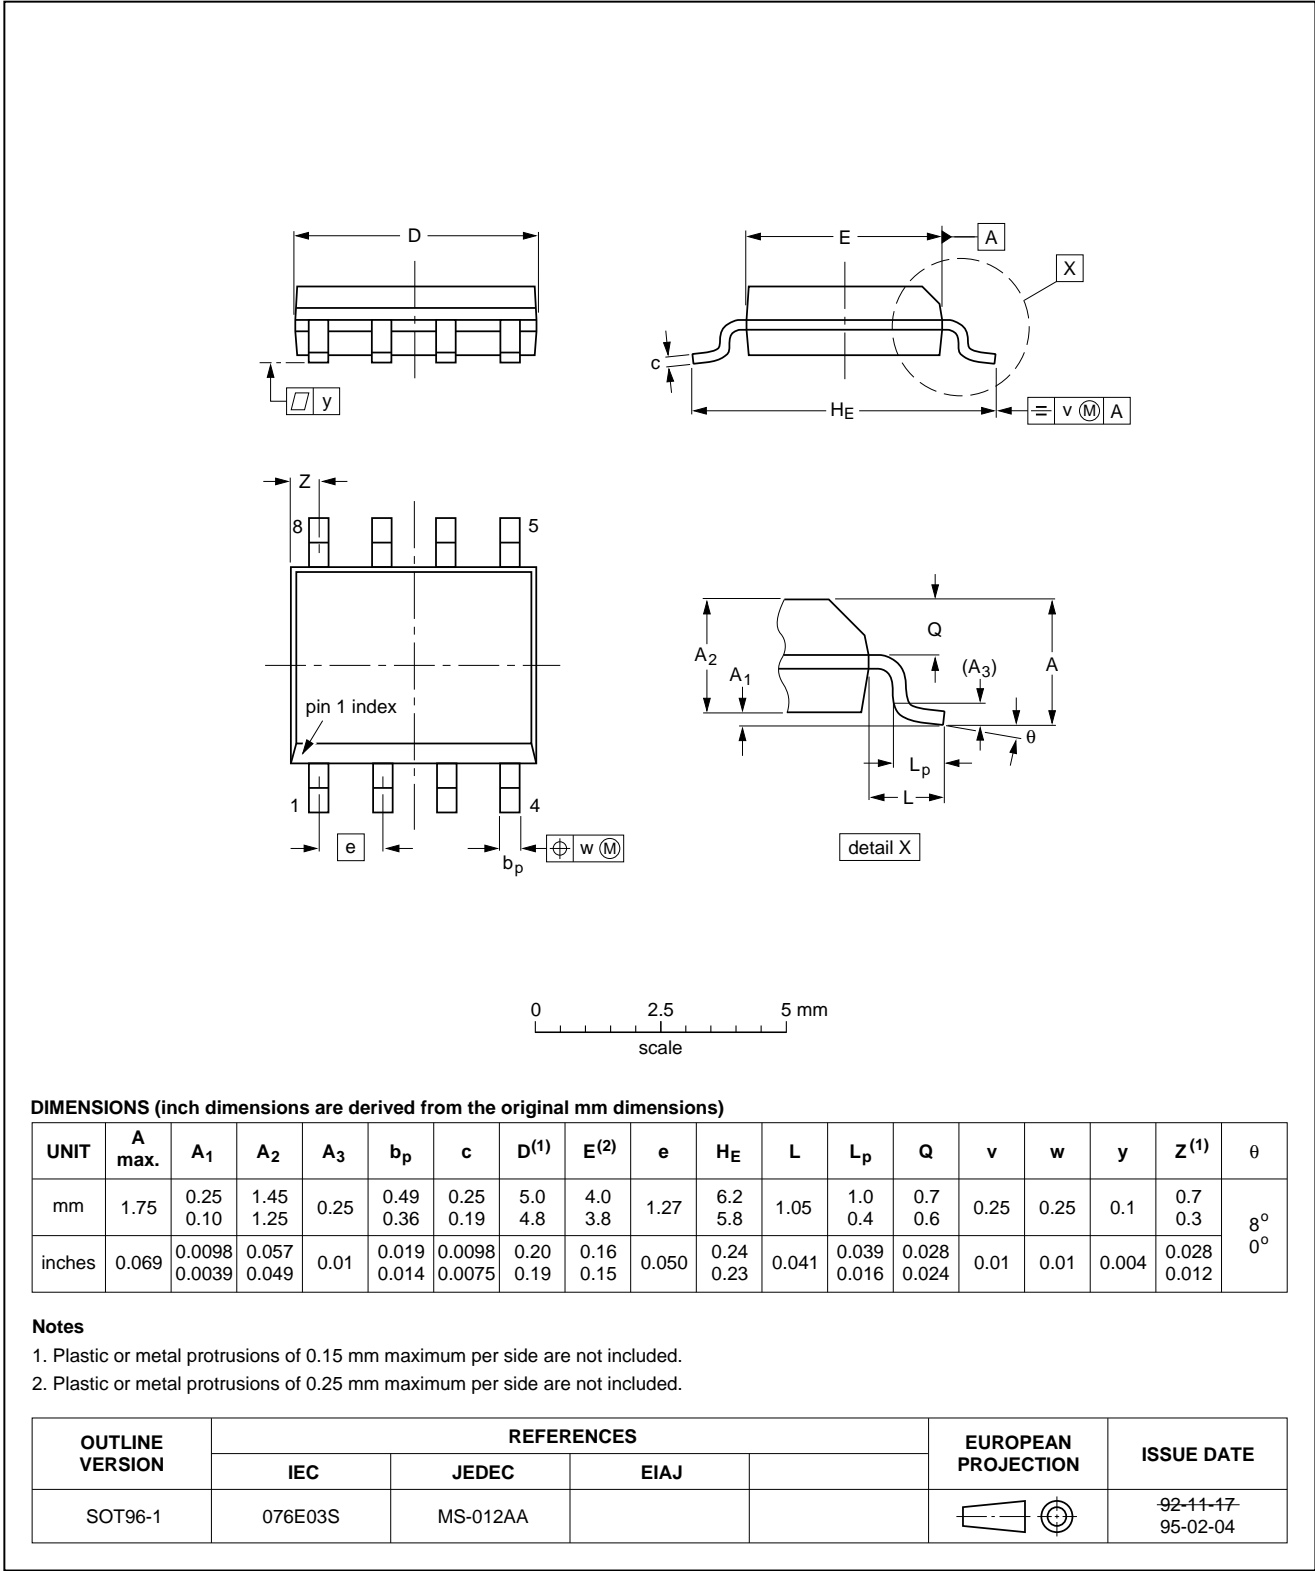 D
E
A
X
c
y
HE
v M A
Z
8
5
pin 1 index
1
4
e
bp
w M
A2
A1
Q
(A3)
A
θ
Lp
L
detail X
0 2.5 5 mm
scale
DIMENSIONS (inch dimensions are derived from the original mm dimensions)
UNIT A max. A1 A2 A3 bp c D(1) E(2) e HE L Lp Q v w y Z(1) θ
mm 1.75 0.25 0.10 1.45 1.25 0.25 0.49 0.36 0.25 0.19 5.0 4.8 4.0 3.8 1.27 6.2 5.8 1.05 1.0 0.4 0.7 0.6 0.25 0.25 0.1 0.7 0.3 8o 0o
inches 0.069 0.0098 0.0039 0.057 0.049 0.01 0.019 0.014 0.0098 0.0075 0.20 0.19 0.16 0.15 0.050 0.24 0.23 0.041 0.039 0.016 0.028 0.024 0.01 0.01 0.004 0.028 0.012
Notes
1. Plastic or metal protrusions of 0.15 mm maximum per side are not included.
2. Plastic or metal protrusions of 0.25 mm maximum per side are not included.
OUTLINE VERSION REFERENCES EUROPEAN PROJECTION ISSUE DATE
IEC JEDEC EIAJ
SOT96-1 076E03S MS-012AA 92-11-17
95-02-04